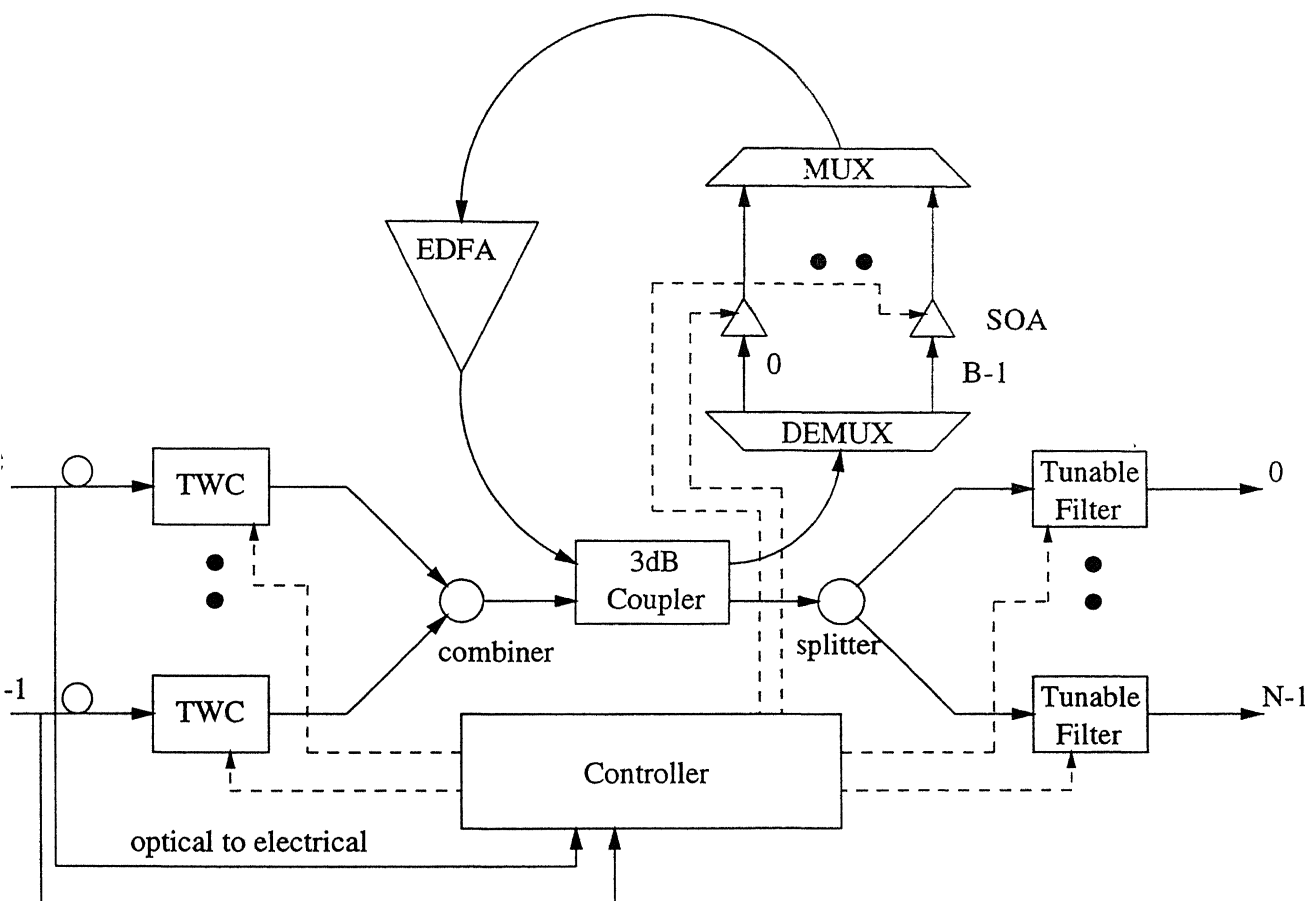 MUX
EDFA
SOA
0
B-1
DEMUX
TWC
Tunable
Filter
0
3dB
Coupler
combiner
splitter
-1
TWC
Tunable
Filter
N-1
Controller
optical to electrical